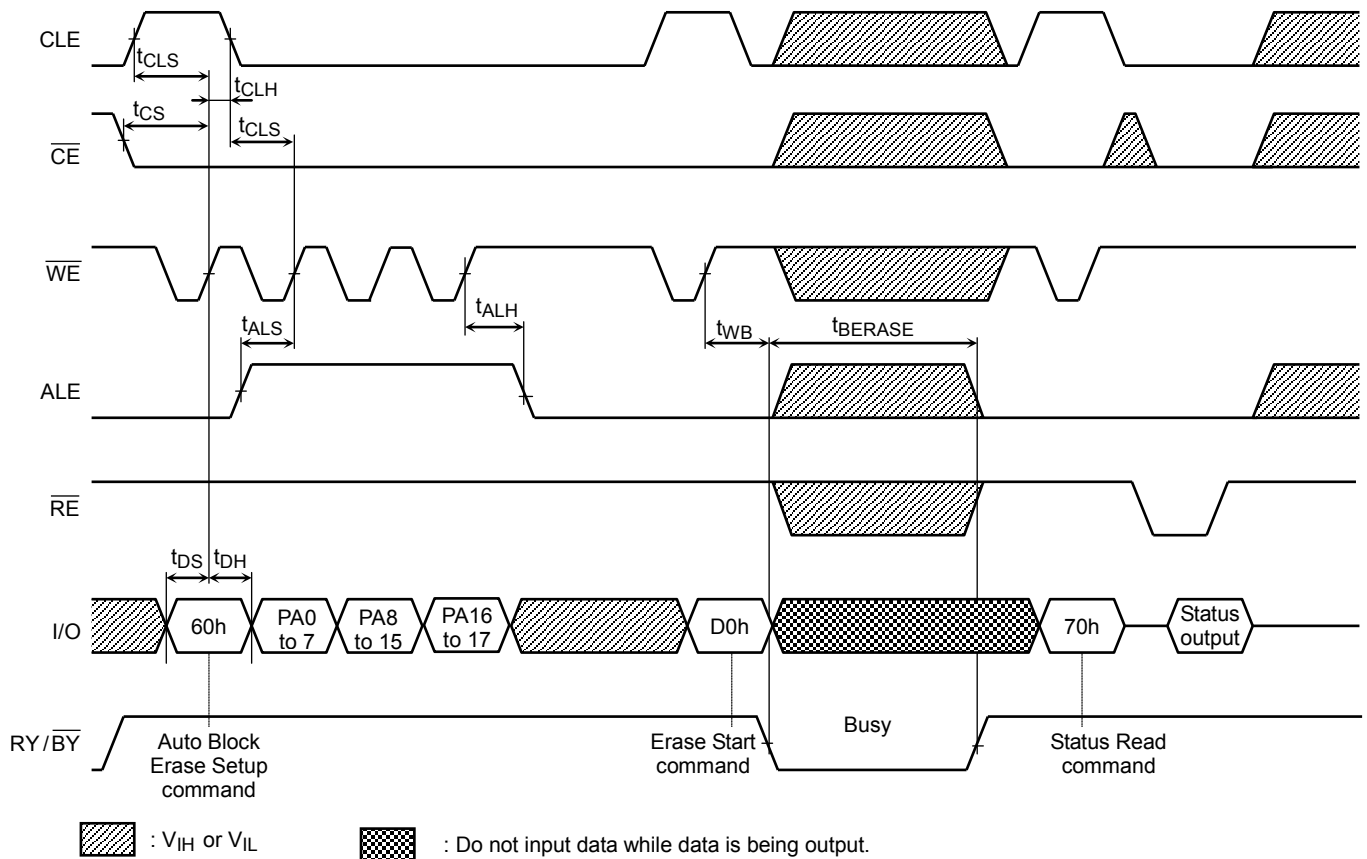 CLE
tCLS
tCLH
tCS
tCLS
CE
WE
tALS
tALH
tWB
tBERASE
ALE
RE
tDS
tDH
I/O
60h
PA0
to 7
PA8
to 15
PA16
to 17
D0h
70h
Status
output
RY/BY
Busy
Auto Block
Erase Setup
command
Erase Start
command
Status Read
command
: VIH or VIL
: Do not input data while data is being output.